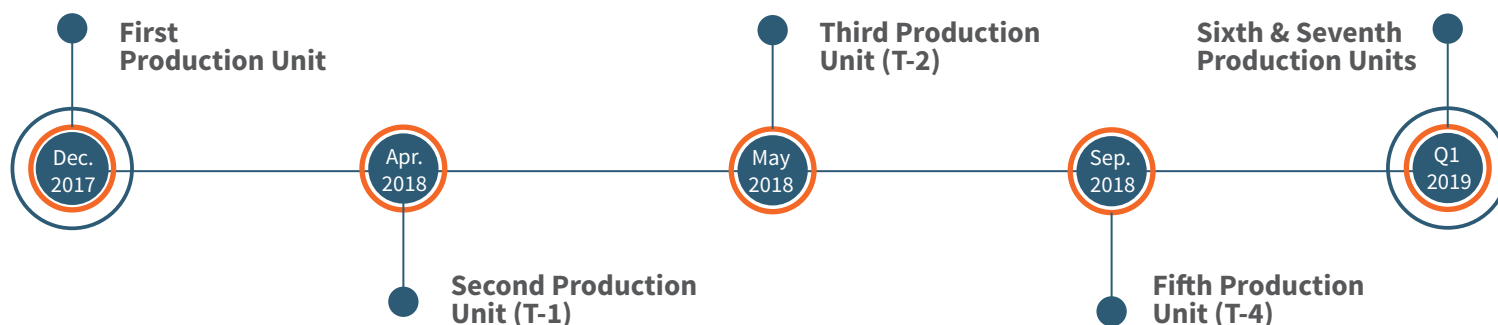 First
Production Unit
Third Production
Unit (T-2)
Sixth & Seventh
Production Units
Dec.
2017
Apr.
2018
May
2018
Sep.
2018
Q1
2019
Second Production
Unit (T-1)
Fifth Production
Unit (T-4)